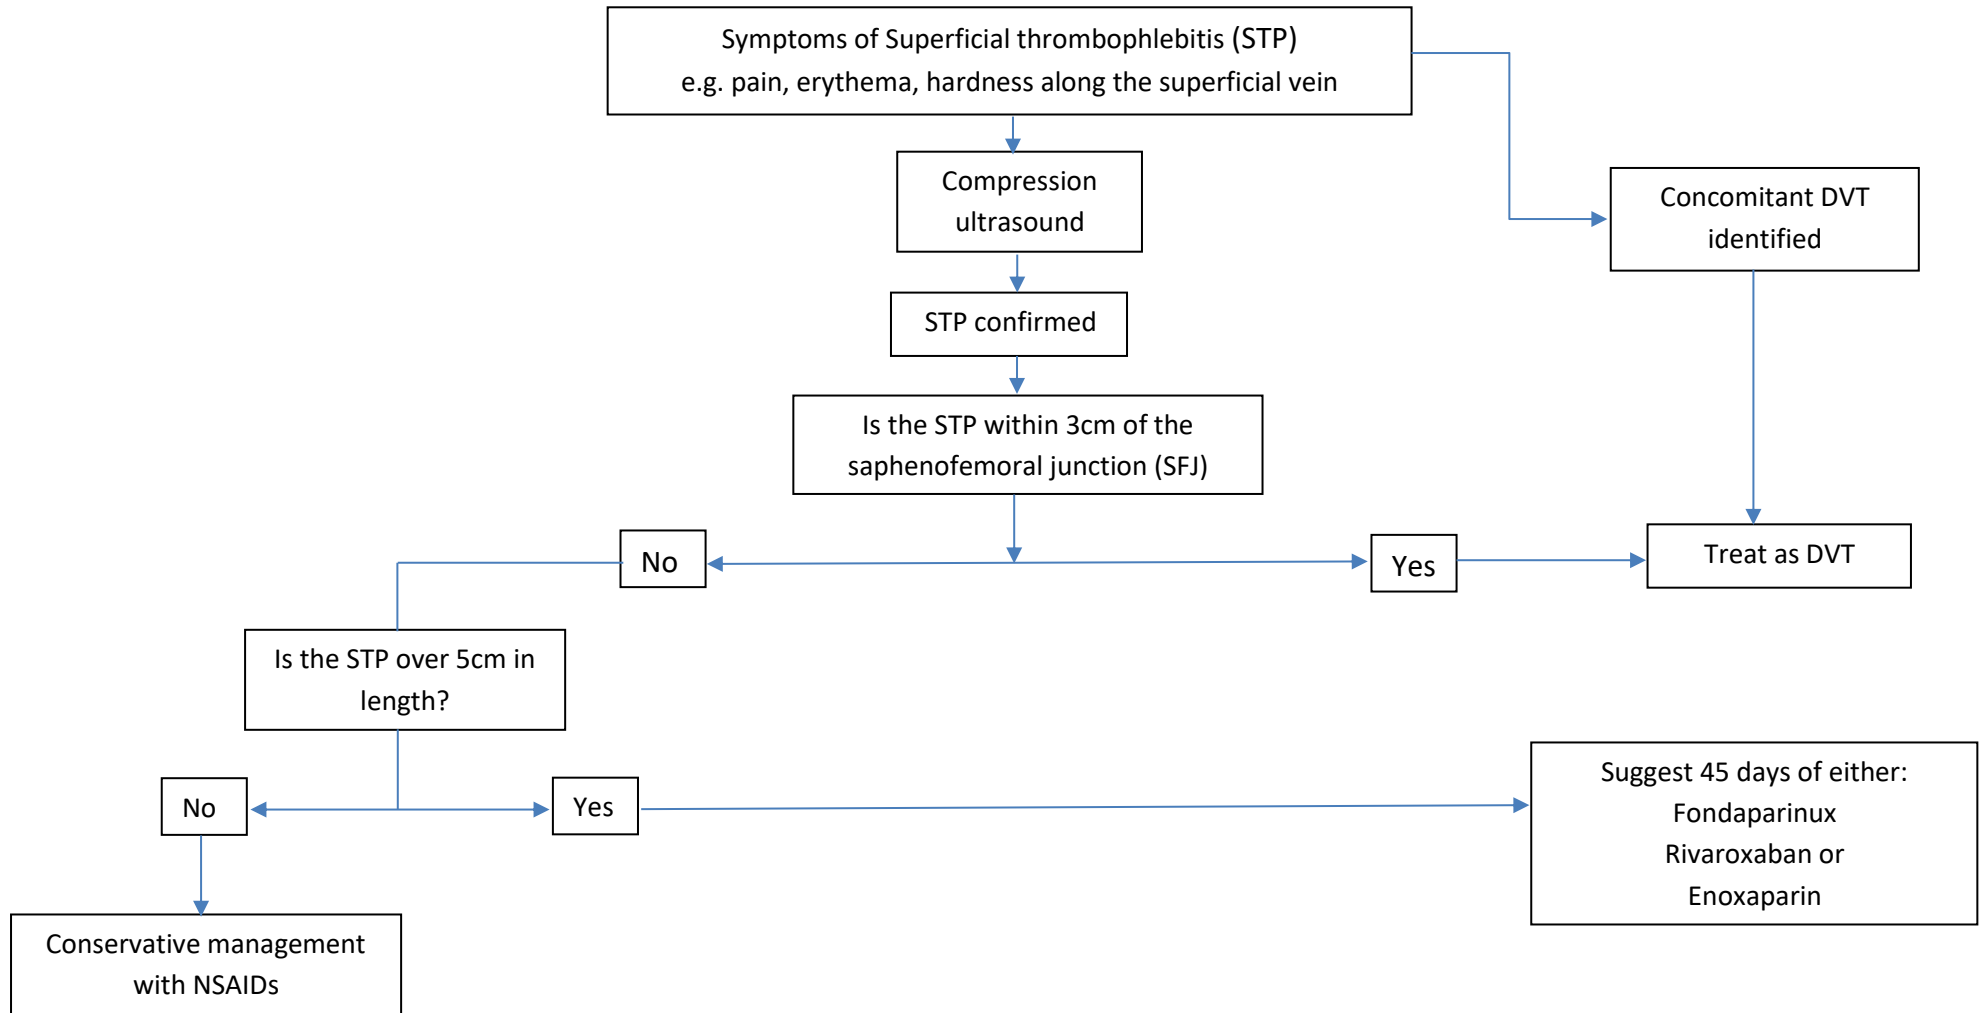 Symptoms of Superficial thrombophlebitis (STP)
e.g. pain, erythema, hardness along the superficial vein
Compression
ultrasound
Concomitant DVT
identified
STP confirmed
Is the STP within 3cm of the
saphenofemoral junction (SFJ)
No
Yes
Treat as DVT
Is the STP over 5cm in
length?
No
Yes
Suggest 45 days of either:
Fondaparinux
Rivaroxaban or
Enoxaparin
Conservative management
with NSAIDs